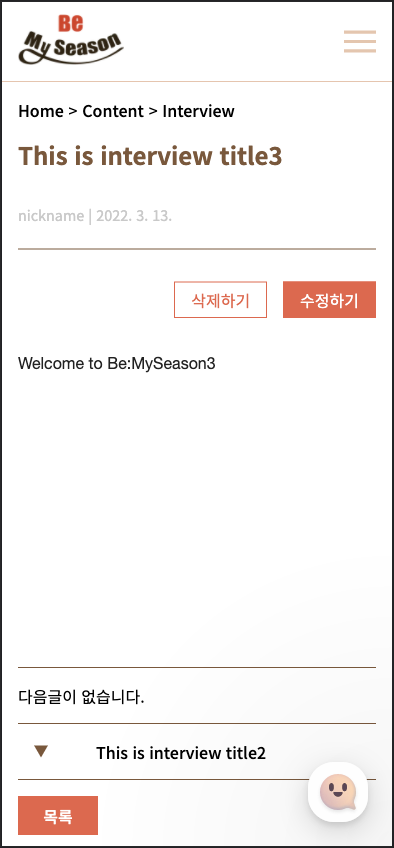 Be
My Season
Home > Content > Interview
This is interview title3
nickname | 2022. 3. 13.
삭제하기 수정하기
Welcome to Be:MySeason3
다음글이 없습니다.
▼ This is interview title2
목록